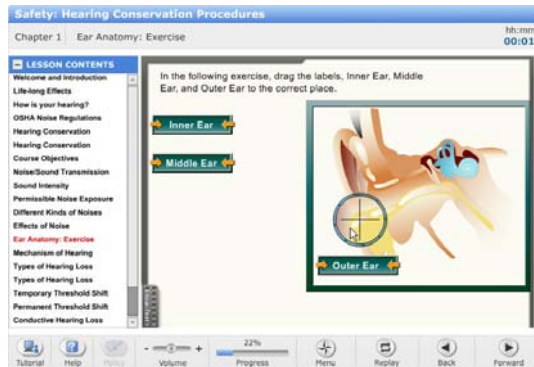 Safety: Hearing Conservation Procedures
Chapter 1 Ear Anatomy: Exercise
hh:mm
00:01
LESSON CONTENTS
Welcome and Introduction
Life-long Effects
How is your hearing?
OSHA Noise Regulations
Hearing Conservation
Hearing Conservation
Course Objectives
Noise/Sound Transmission
Sound Intensity
Permissible Noise Exposure
Different Kinds of Noises
Effects of Noise
Ear Anatomy: Exercise
Mechanism of Hearing
Types of Hearing Loss
Types of Hearing Loss
Temporary Threshold Shift
Permanent Threshold Shift
Conductive Hearing Loss
In the following exercise, drag the labels, Inner Ear, Middle
Ear, and Outer Ear to the correct place.
Inner Ear
Middle Ear
Outer Ear
Tutorial
Help
Policy
- +
Volume
22%
Progress
Menu
Replay
Back
Forward